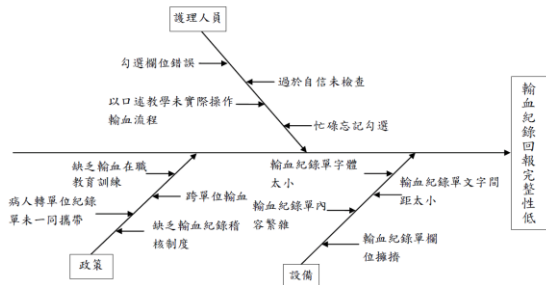 護理人員
勾選欄位錯誤
過於自信未檢查
以口述教學未實際操作
輸血流程
忙碌忘記勾選
輸血紀錄回報完整性低
缺乏輸血在職
教育訓練
跨單位輸血
病人轉單位紀錄
單未一同攜帶
缺乏輸血紀錄稽
核制度
政策
輸血紀錄單字體
太小
輸血紀錄單文字間
距太小
輸血紀錄單內
容繁雜
輸血紀錄單欄
位擁擠
設備